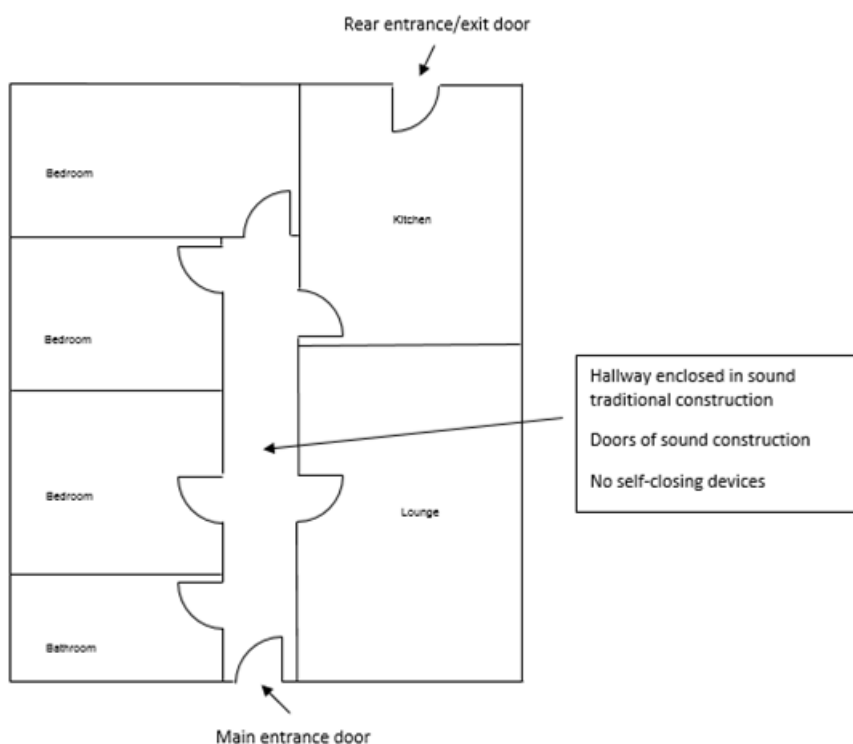 Rear entrance/exit door
Bedroom
Kitchen
Bedroom
Hallway enclosed in sound
traditional construction
Doors of sound construction
No self-closing devices
Bedroom
Lounge
Bathroom
Main entrance door